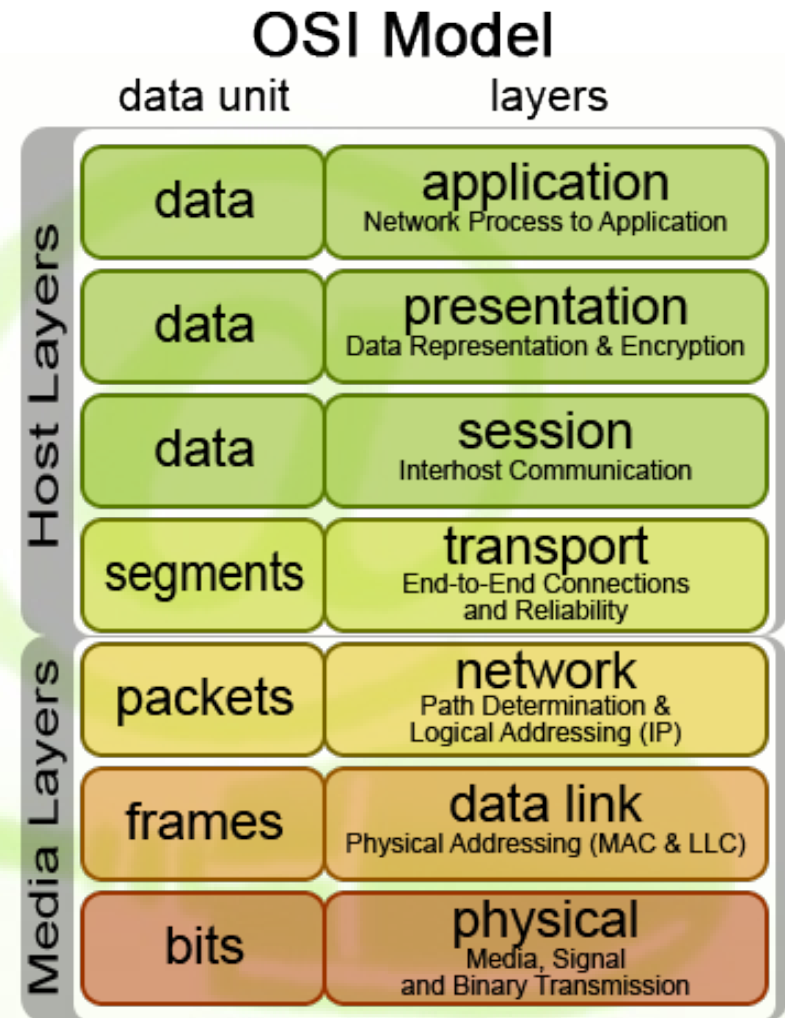 OSI Model
data unit layers
Host Layers
data
application
Network Process to Application
data
presentation
Data Representation & Encryption
data
session
Interhost Communication
segments
transport
End-to-End Connections
and Reliability
Media Layers
packets
network
Path Determination &
Logical Addressing (IP)
frames
data link
Physical Addressing (MAC & LLC)
bits
physical
Media, Signal
and Binary Transmission